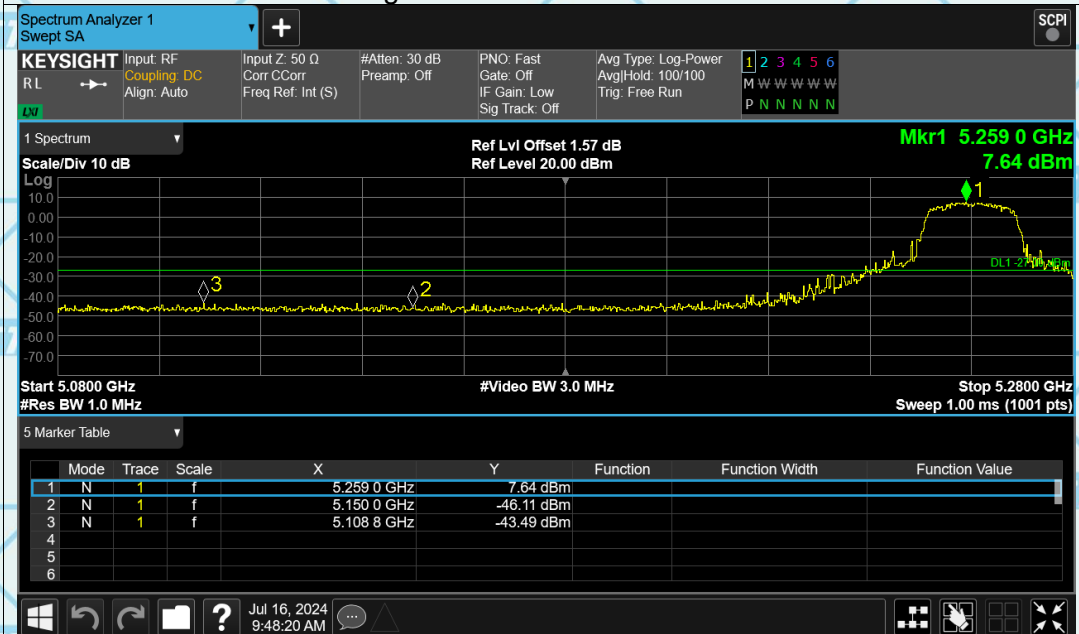 Spectrum Analyzer 1
Swept SA
+
SCPI
KEYSIGHT Input: RF Input Z: 50 Ω #Atten: 30 dB PNO: Fast Avg Type: Log-Power 1 2 3 4 5 6
RL Coupling: DC Corr CCorr Preamp: Off Gate: Off Avg|Hold: 100/100 M W W W W W
Align: Auto Freq Ref: Int (S) IF Gain: Low Trig: Free Run
LXI Sig Track: Off P N N N N N
1 Spectrum Ref Lvl Offset 1.57 dB Mkr1 5.259 0 GHz
Scale/Div 10 dB Ref Level 20.00 dBm 7.64 dBm
Log
10.0 1
0.00
-10.0
-20.0
-30.0
3 2
-40.0
-50.0
-60.0
-70.0
Start 5.0800 GHz #Video BW 3.0 MHz Stop 5.2800 GHz
#Res BW 1.0 MHz Sweep 1.00 ms (1001 pts)
5 Marker Table
Mode Trace Scale X Y Function Function Width Function Value
1 N 1 f 5.259 0 GHz 7.64 dBm
2 N 1 f 5.150 0 GHz -46.11 dBm
3 N 1 f 5.108 8 GHz -43.49 dBm
4
5
6
? Jul 16, 2024
9:48:20 AM